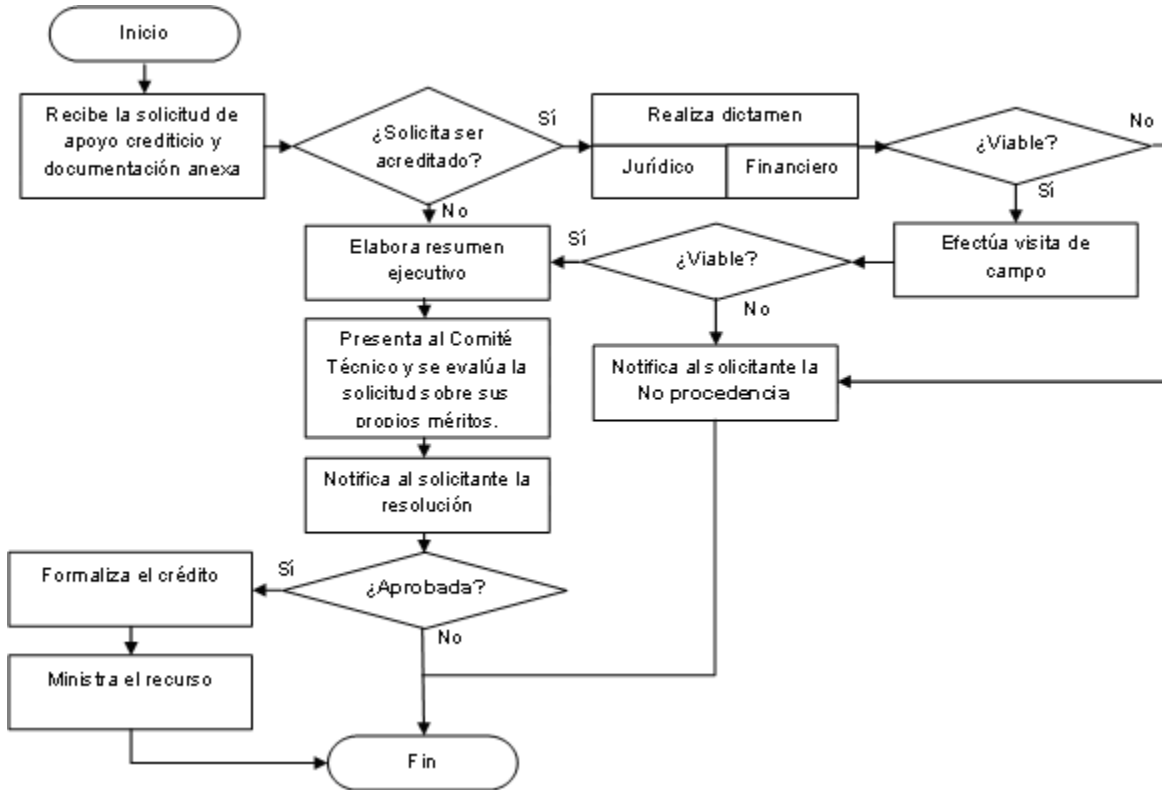 Inicio
Recibe la solicitud de
apoyo crediticio y
documentación anexa
¿Solicita ser
acreditado?
Sí
No
Realiza dictamen
Jurídico
Financiero
¿Viable?
No
Sí
Efectúa visita de
campo
¿Viable?
Sí
No
Elabora resumen
ejecutivo
Notifica al solicitante la
No procedencia
Presenta al Comité
Técnico y se evalúa la
solicitud sobre sus
propios méritos.
Notifica al solicitante la
resolución
¿Aprobada?
Sí
No
Formaliza el crédito
Ministra el recurso
Fin